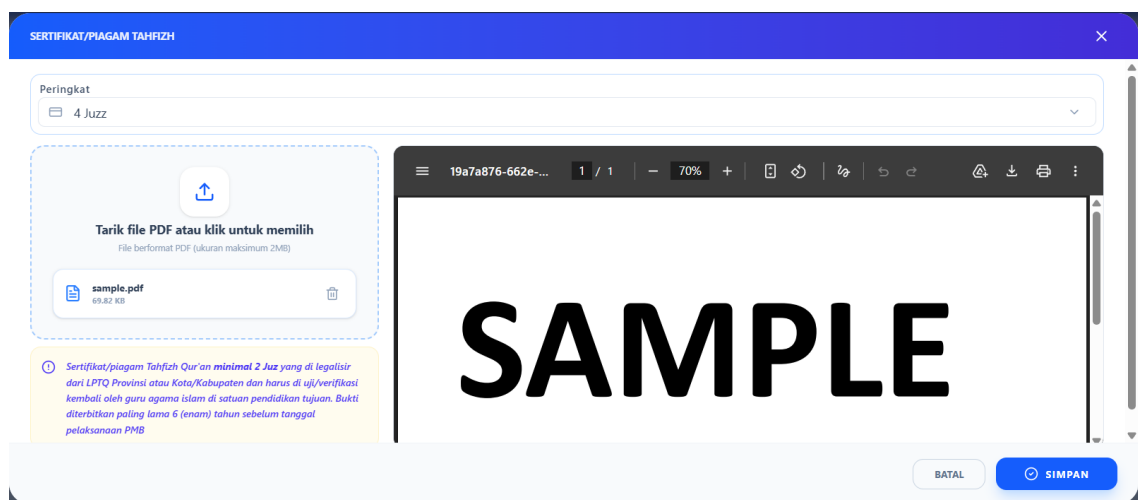 SERTIFIKAT/PIAGAM TAHFIZH
Peringkat
4 Juzz
Tarik file PDF atau klik untuk memilih
File berformat PDF (ukuran maksimum 2MB)
sample.pdf
69.82 KB
Sertifikat/piagam Tahfizh Qur'an minimal 2 Juz yang di legalisir
dari LPTQ Provinsi atau Kota/Kabupaten dan harus di uji/verifikasi
kembali oleh guru agama islam di satuan pendidikan tujuan. Bukti
diterbitkan paling lama 6 (enam) tahun sebelum tanggal
pelaksanaan PMB
19a7a876-662e-... 1 / 1 70%
SAMPLE
BATAL
SIMPAN